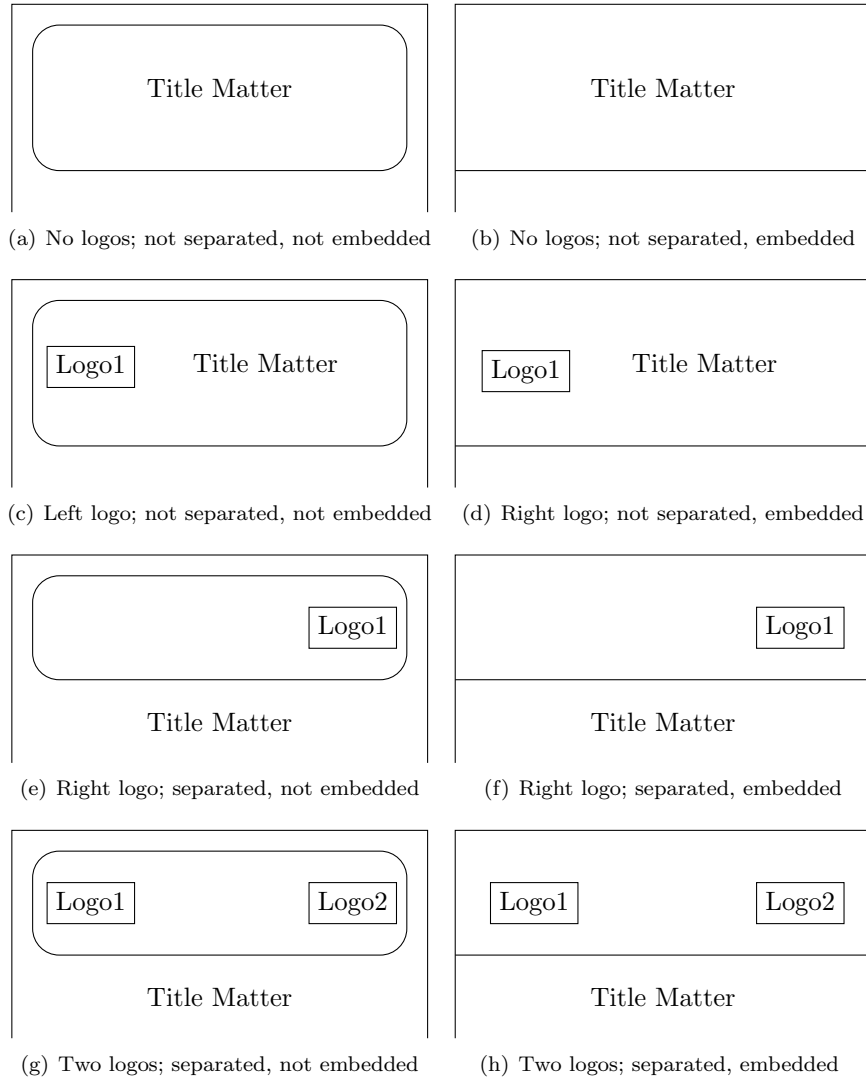 Title Matter
Title Matter
(a) No logos; not separated, not embedded
(b) No logos; not separated, embedded
Logo1 Title Matter
Logo1 Title Matter
(c) Left logo; not separated, not embedded
(d) Right logo; not separated, embedded
Logo1
Title Matter
Logo1
Title Matter
(e) Right logo; separated, not embedded
(f) Right logo; separated, embedded
Logo1 Logo2
Title Matter
Logo1 Logo2
Title Matter
(g) Two logos; separated, not embedded
(h) Two logos; separated, embedded